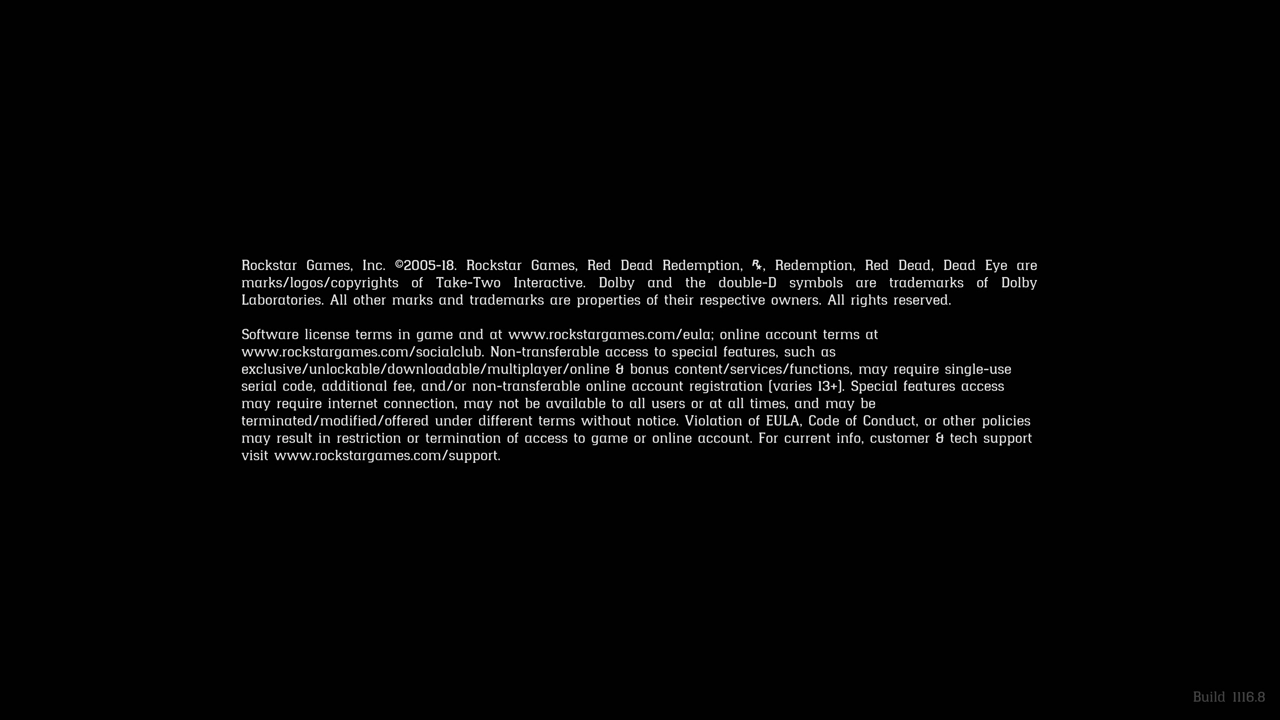 Rockstar Games, Inc. ©2005-18. Rockstar Games, Red Dead Redemption, , Redemption, Red Dead, Dead Eye are
marks/logos/copyrights of Take-Two Interactive. Dolby and the double-D symbols are trademarks of Dolby
Laboratories. All other marks and trademarks are properties of their respective owners. All rights reserved.
Software license terms in game and at www.rockstargames.com/eula; online account terms at
www.rockstargames.com/socialclub. Non-transferable access to special features, such as
exclusive/unlockable/downloadable/multiplayer/online & bonus content/services/functions, may require single-use
serial code, additional fee, and/or non-transferable online account registration (varies 13+). Special features access
may require internet connection, may not be available to all users or at all times, and may be
terminated/modified/offered under different terms without notice. Violation of EULA, Code of Conduct, or other policies
may result in restriction or termination of access to game or online account. For current info, customer & tech support
visit www.rockstargames.com/support.
Build 1116.8